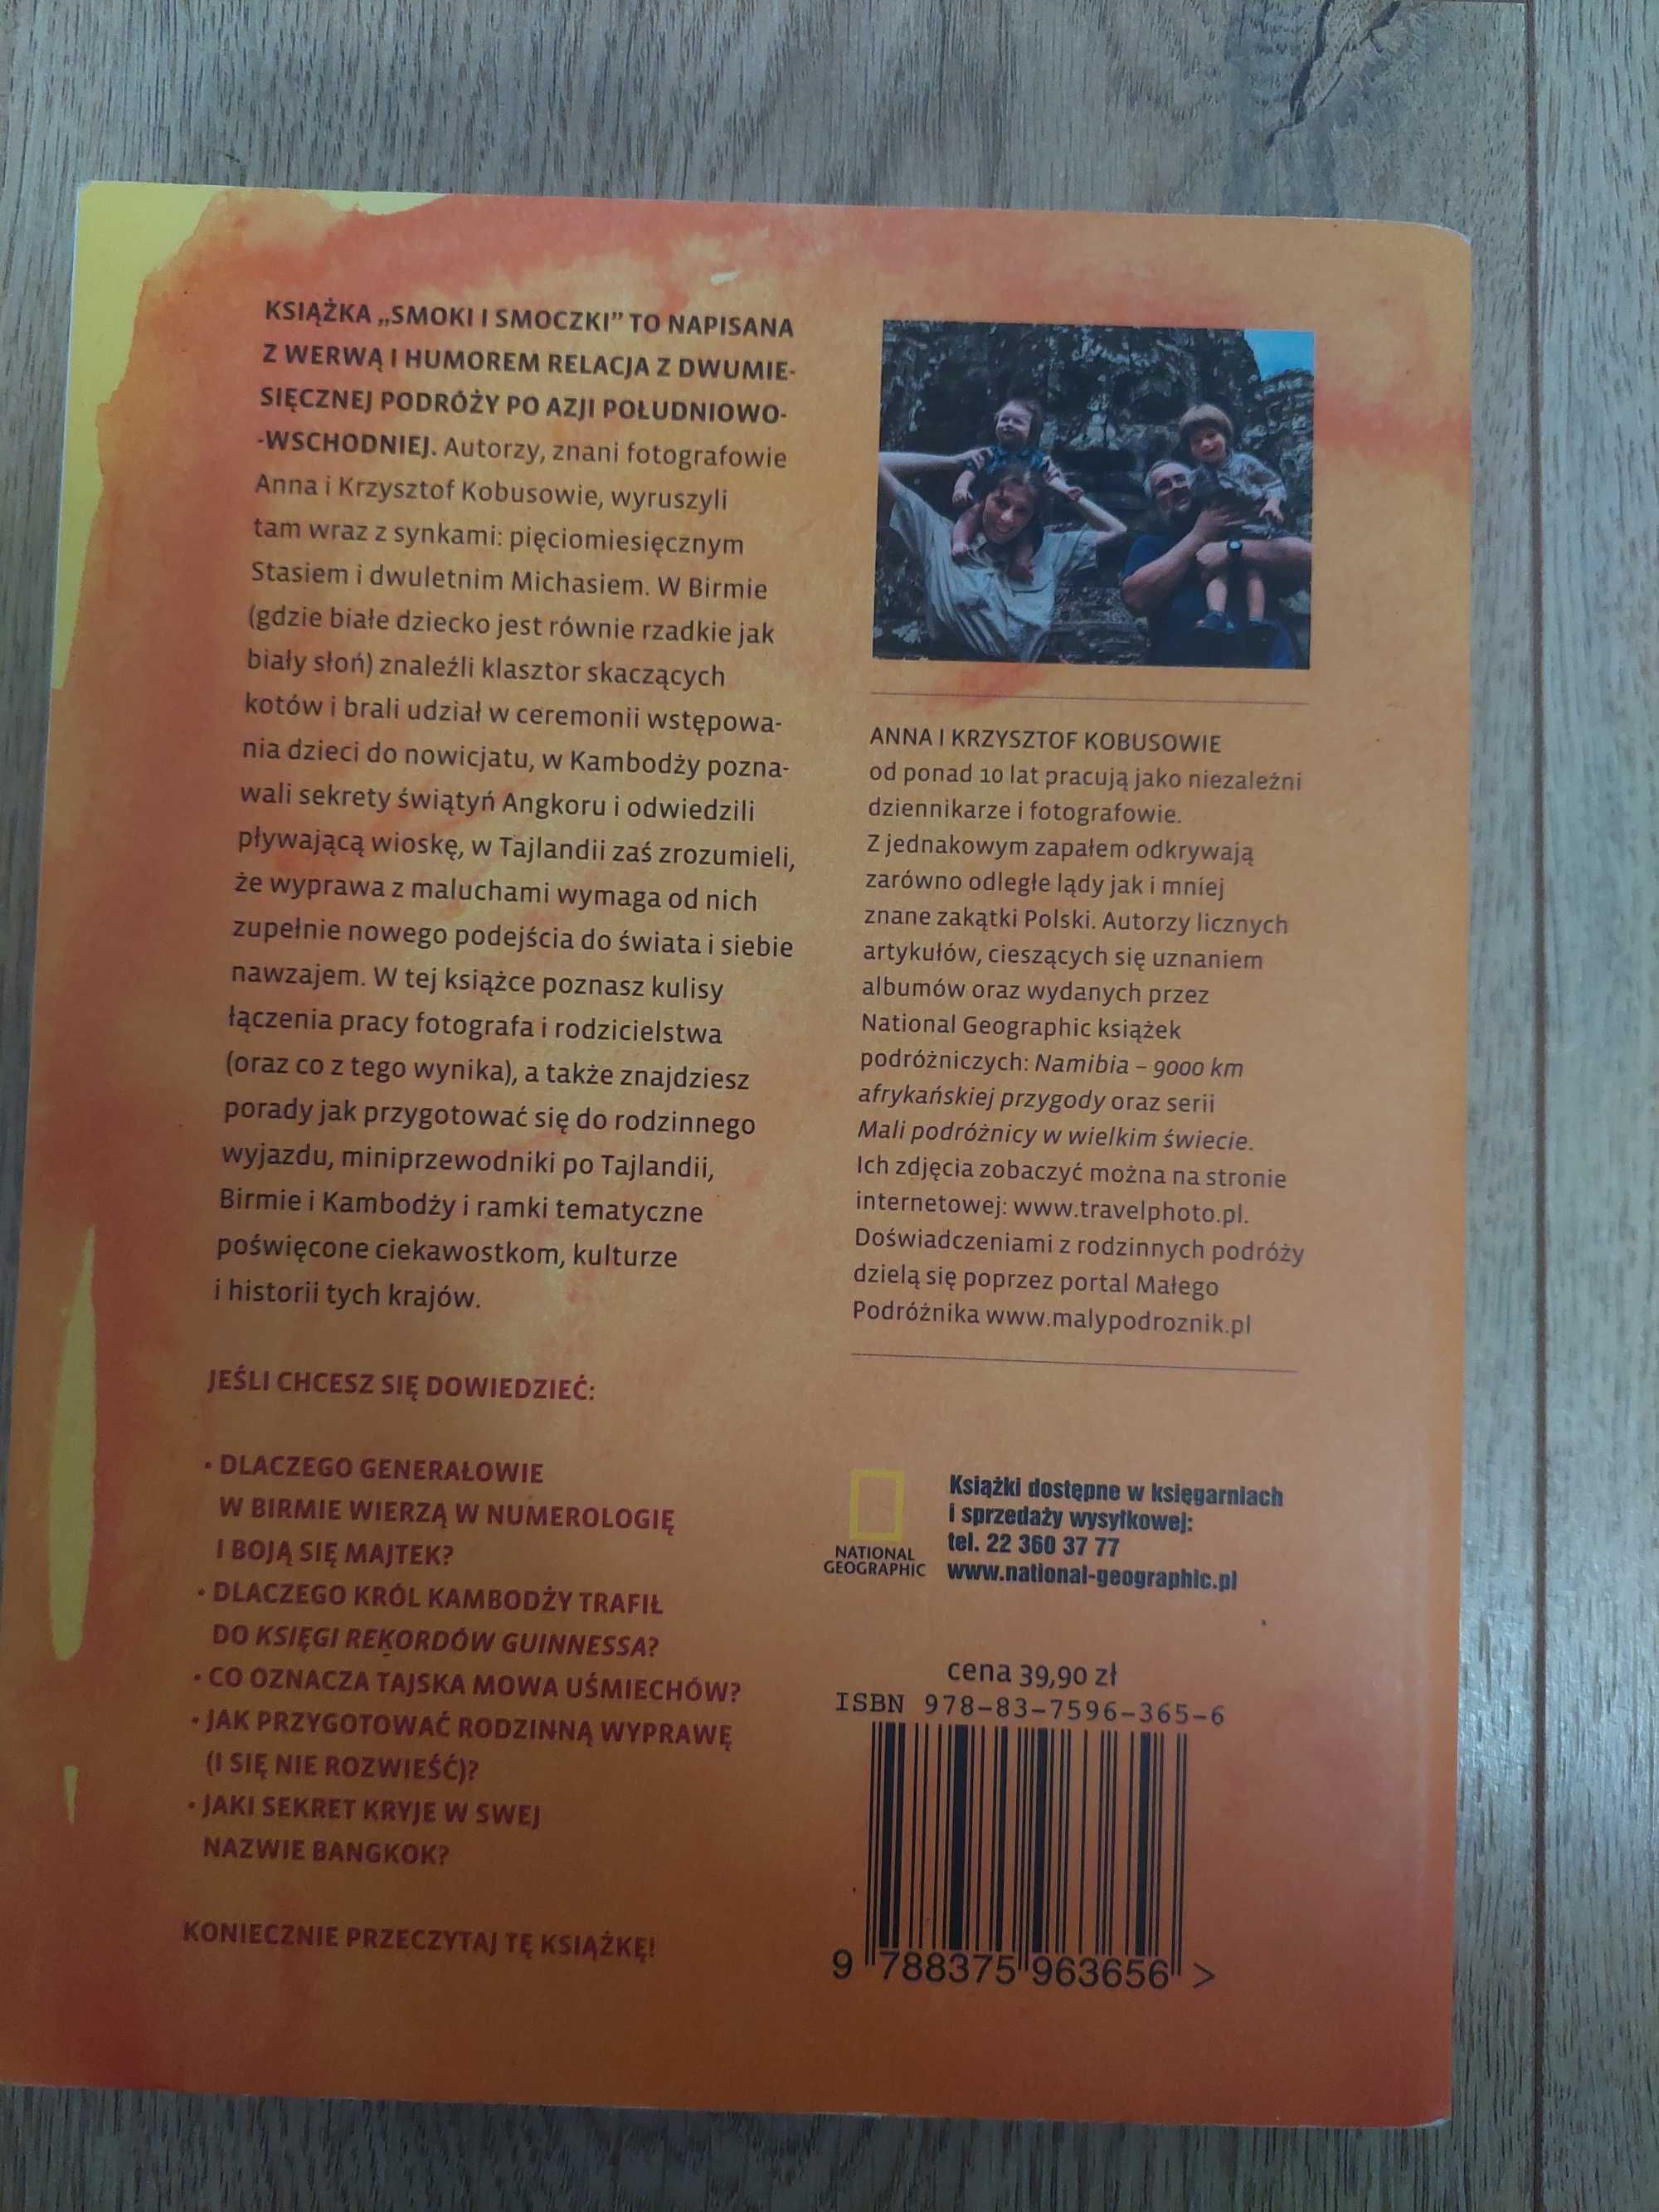 KSIĄŻKA „SMOKI I SMOCZKI” TO NAPISANA
Z WERWĄ I HUMOREM RELACJA Z DWUMIE-
SIĘCZNEJ PODRÓŻY PO AZJI POŁUDNIOWO-
-WSCHODNIEJ. Autorzy, znani fotografowie
Anna i Krzysztof Kobusowie, wyruszyli
tam wraz z synkami: pięciomiesięcznym
Stasiem i dwuletnim Michasiem. W Birmie
(gdzie białe dziecko jest równie rzadkie jak
biały słoń) znaleźli klasztor skaczących
kotów i brali udział w ceremonii wstępowa-
nia dzieci do nowicjatu, w Kambodży pozna-
wali sekrety świątyń Angkoru i odwiedzili
pływającą wioskę, w Tajlandii zaś zrozumieli,
że wyprawa z maluchami wymaga od nich
zupełnie nowego podejścia do świata i siebie
nawzajem. W tej książce poznasz kulisy
łączenia pracy fotografa i rodzicielstwa
(oraz co z tego wynika), a także znajdziesz
porady jak przygotować się do rodzinnego
wyjazdu, miniprzewodniki po Tajlandii,
Birmie i Kambodży i ramki tematyczne
poświęcone ciekawostkom, kulturze
i historii tych krajów.
JEŚLI CHCESZ SIĘ DOWIEDZIEĆ:
• DLACZEGO GENERAŁOWIE
W BIRMIE WIERZĄ W NUMEROLOGIĘ
I BOJĄ SIĘ MAJTEK?
• DLACZEGO KRÓL KAMBODŻY TRAFIŁ
DO KSIĘGI REKORDÓW GUINNESSA?
• CO OZNACZA TAJSKA MOWA UŚMIECHÓW?
• JAK PRZYGOTOWAĆ RODZINNĄ WYPRAWĘ
(I SIĘ NIE ROZWIEŚĆ)?
• JAKI SEKRET KRYJE W SWEJ
NAZWIE BANGKOK?
KONIECZNIE PRZECZYTAJ TĘ KSIĄŻKĘ!
ANNA I KRZYSZTOF KOBUSOWIE
od ponad 10 lat pracują jako niezależni
dziennikarze i fotografowie.
Z jednakowym zapałem odkrywają
zarówno odległe lądy jak i mniej
znane zakątki Polski. Autorzy licznych
artykułów, cieszących się uznaniem
albumów oraz wydanych przez
National Geographic książek
podróżniczych: Namibia – 9000 km
afrykańskiej przygody oraz serii
Mali podróżnicy w wielkim świecie.
Ich zdjęcia zobaczyć można na stronie
internetowej: www.travelphoto.pl.
Doświadczeniami z rodzinnych podróży
dzielą się poprzez portal Małego
Podróżnika www.malypodroznik.pl
NATIONAL
GEOGRAPHIC
Książki dostępne w księgarniach
i sprzedaży wysyłkowej:
tel. 22 360 37 77
www.national-geographic.pl
cena 39,90 zł
ISBN 978-83-7596-365-6
9 788375 963656 >